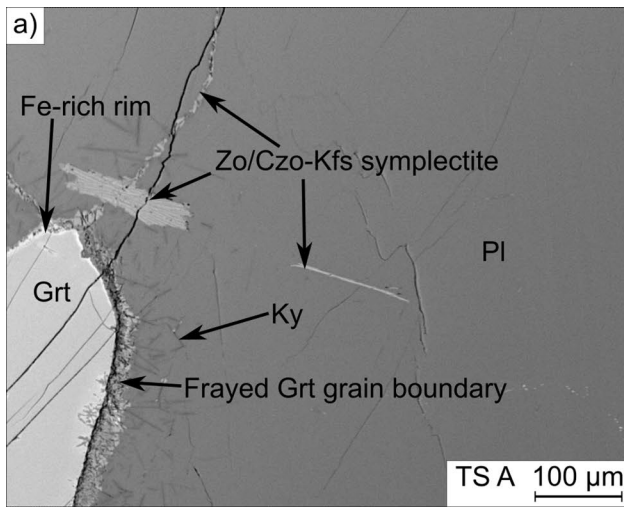 a)
Fe-rich rim
Zo/Czo-Kfs symplectite
Grt
Pl
Ky
Frayed Grt grain boundary
TS A 100 µm